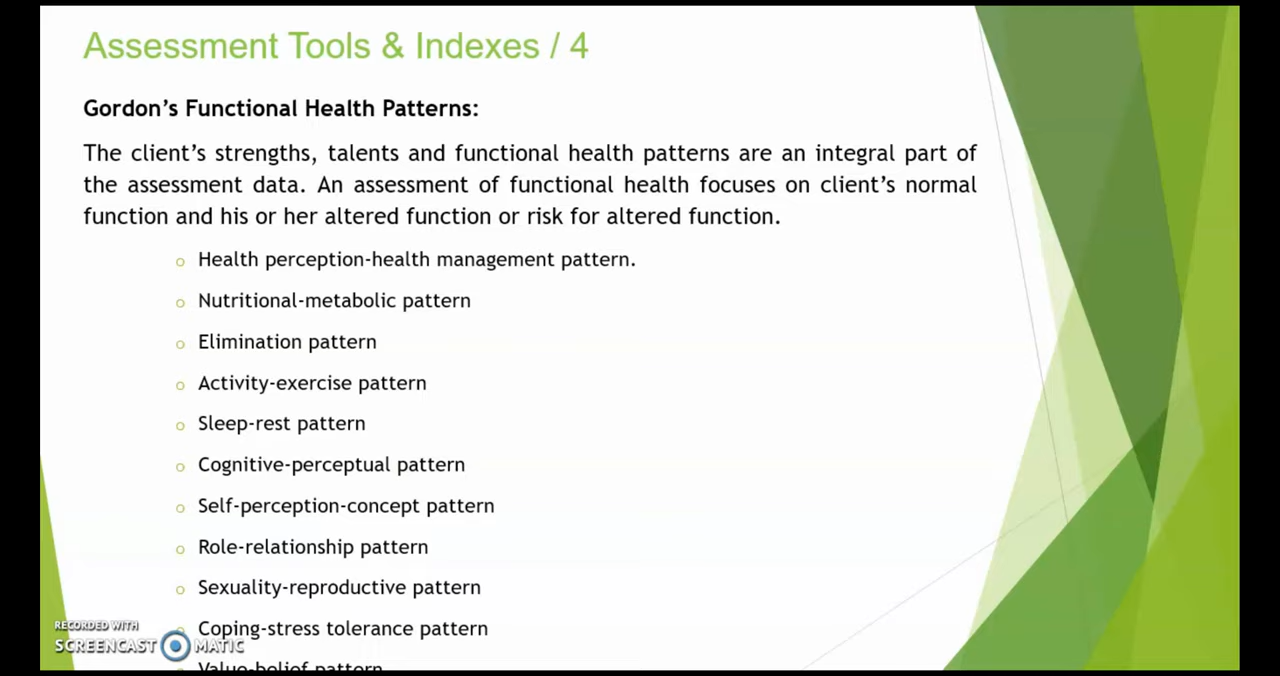 Assessment Tools & Indexes / 4
Gordon’s Functional Health Patterns:
The client’s strengths, talents and functional health patterns are an integral part of
the assessment data. An assessment of functional health focuses on client’s normal
function and his or her altered function or risk for altered function.
o Health perception-health management pattern.
o Nutritional-metabolic pattern
o Elimination pattern
o Activity-exercise pattern
o Sleep-rest pattern
o Cognitive-perceptual pattern
o Self-perception-concept pattern
o Role-relationship pattern
o Sexuality-reproductive pattern
o Coping-stress tolerance pattern
o Value-belief pattern
RECORDED WITH
SCREENCAST MATIC